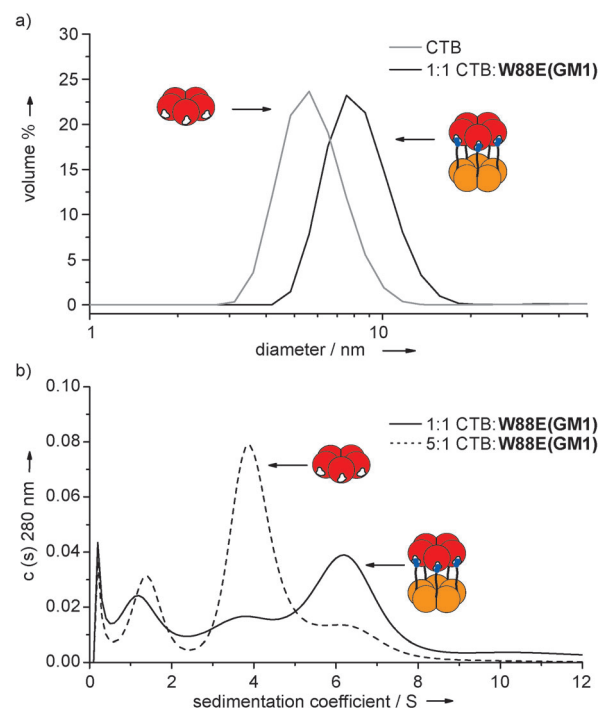 a)
CTB
1:1 CTB:W88E(GM1)
30
25
20
15
10
5
0
volume % →
1
10
diameter / nm →
b)
1:1 CTB:W88E(GM1)
5:1 CTB:W88E(GM1)
0.10
0.08
0.06
0.04
0.02
0.00
c (s) 280 nm →
0 2 4 6 8 10 12
sedimentation coefficient / S →